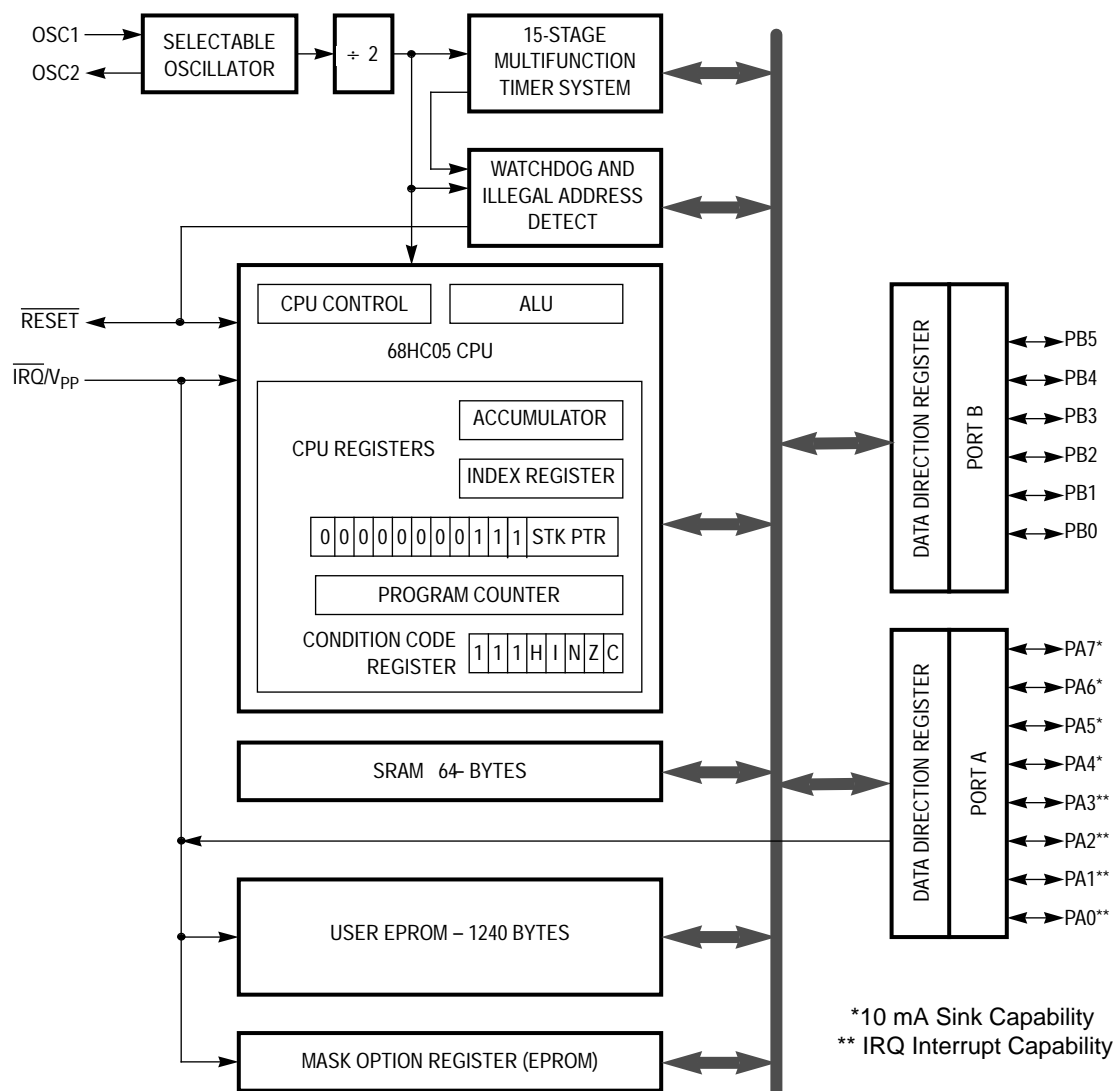 OSC1
OSC2
SELECTABLE
OSCILLATOR
÷ 2
15-STAGE
MULTIFUNCTION
TIMER SYSTEM
WATCHDOG AND
ILLEGAL ADDRESS
DETECT
RESET
IRQ/VPP
CPU CONTROL
ALU
68HC05 CPU
CPU REGISTERS
ACCUMULATOR
INDEX REGISTER
0 0 0 0 0 0 0 0 1 1 1 STK PTR
PROGRAM COUNTER
CONDITION CODE
REGISTER
1 1 1 H I N Z C
SRAM 64– BYTES
USER EPROM – 1240 BYTES
MASK OPTION REGISTER (EPROM)
DATA DIRECTION REGISTER
PORT B
PB5
PB4
PB3
PB2
PB1
PB0
DATA DIRECTION REGISTER
PORT A
PA7*
PA6*
PA5*
PA4*
PA3**
PA2**
PA1**
PA0**
*10 mA Sink Capability
** IRQ Interrupt Capability